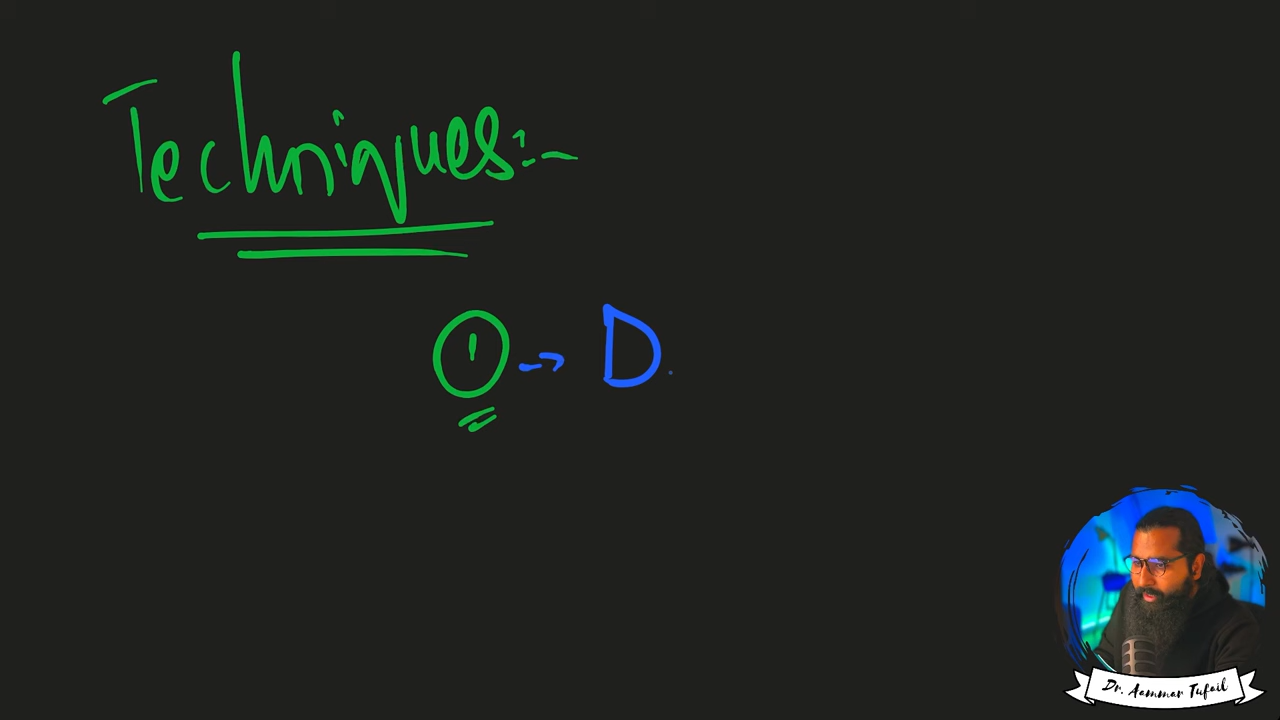 Techniques:-
1 → D
Dr. Aammar Tufail